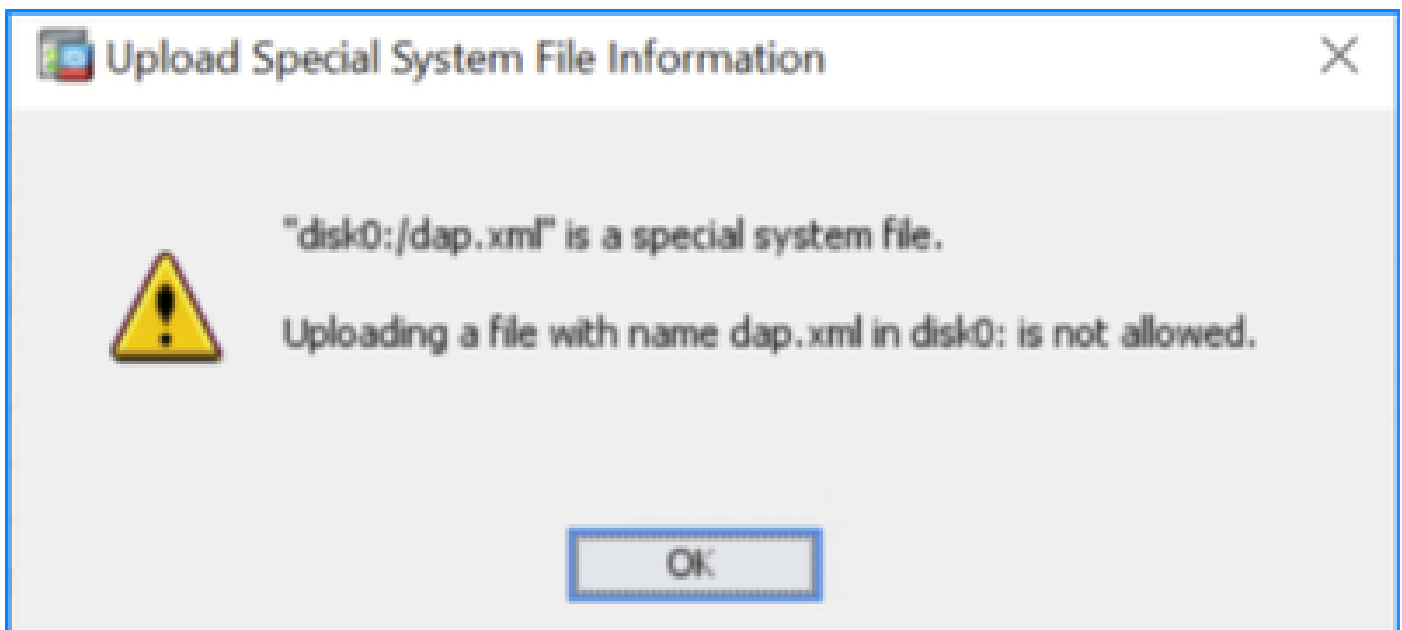 Upload Special System File Information
"disk0:/dap.xml" is a special system file.
Uploading a file with name dap.xml in disk0: is not allowed.
OK